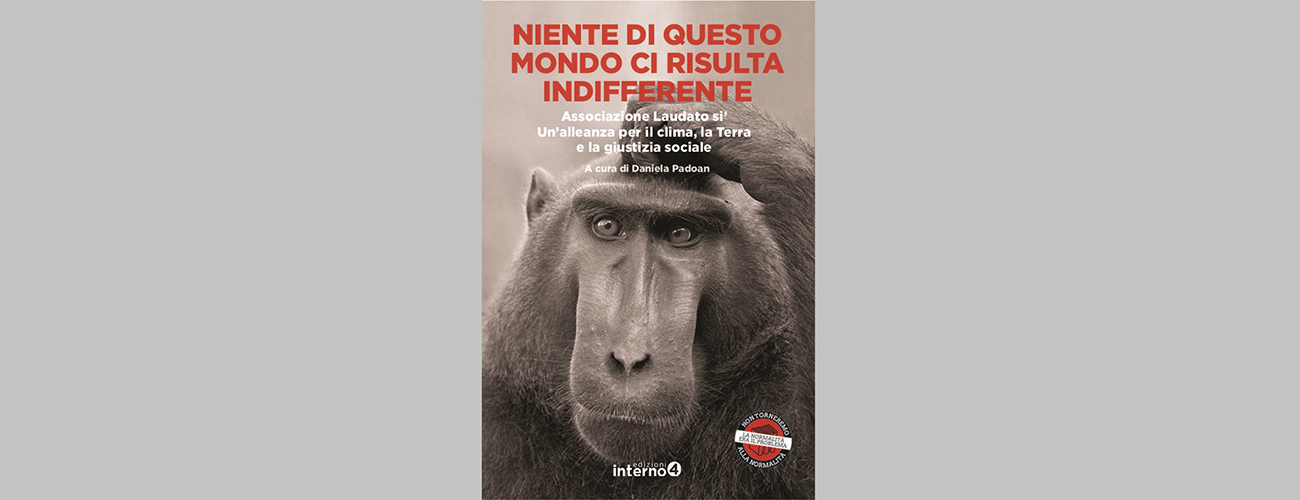 NIENTE DI QUESTO
MONDO CI RISULTA
INDIFFERENTE
Associazione Laudato si'
Un'alleanza per il clima, la Terra
e la giustizia sociale
A cura di Daniela Padoan
NON TORNEREMO
LA NORMALITÀ
ERA IL PROBLEMA
ALLA NORMALITÀ
edizioni
interno4